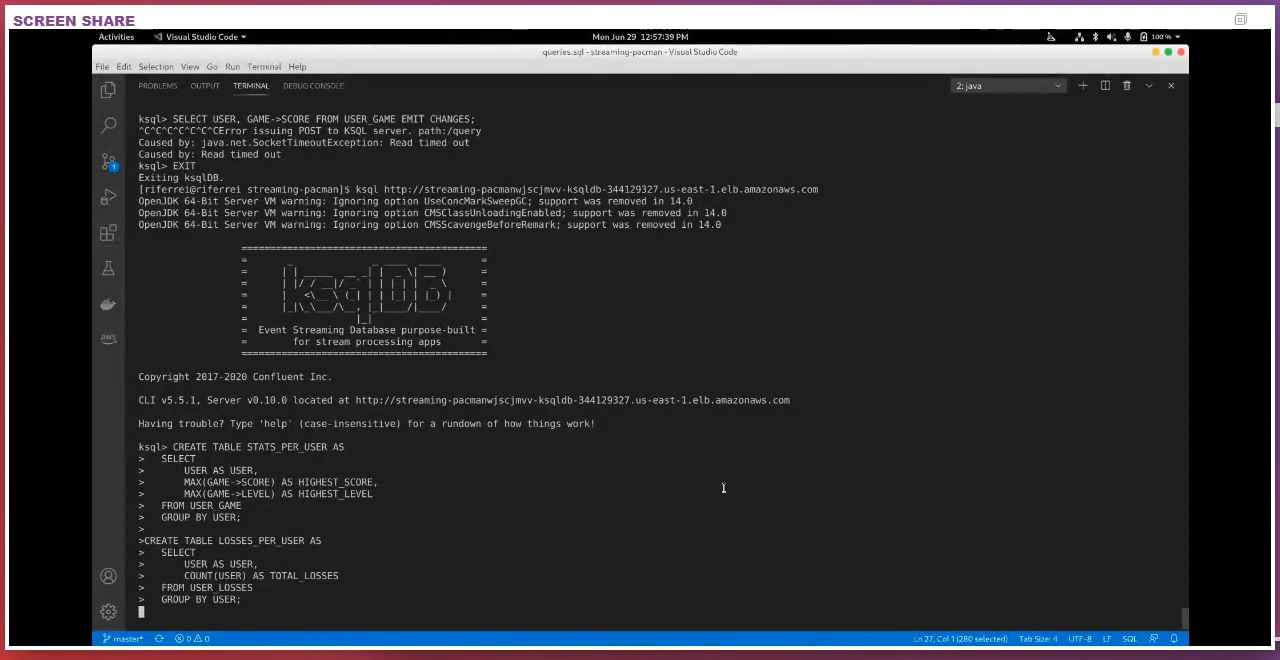 SCREEN SHARE
Activities Visual Studio Code Mon Jun 29 12:57:39 PM 100 %
queries.sql - streaming-pacman - Visual Studio Code
File Edit Selection View Go Run Terminal Help
PROBLEMS OUTPUT TERMINAL DEBUG CONSOLE 2: java
ksql> SELECT USER, GAME->SCORE FROM USER_GAME EMIT CHANGES;
^C^C^C^C^C^C^CError issuing POST to KSQL server. path:/query
Caused by: java.net.SocketTimeoutException: Read timed out
Caused by: Read timed out
ksql> EXIT
Exiting ksqlDB.
[riferrei@riferrei streaming-pacman]$ ksql http://streaming-pacmanwjscjmvv-ksqldb-344129327.us-east-1.elb.amazonaws.com
OpenJDK 64-Bit Server VM warning: Ignoring option UseConcMarkSweepGC; support was removed in 14.0
OpenJDK 64-Bit Server VM warning: Ignoring option CMSClassUnloadingEnabled; support was removed in 14.0
OpenJDK 64-Bit Server VM warning: Ignoring option CMSScavengeBeforeRemark; support was removed in 14.0
ksqlDB
= Event Streaming Database purpose-built =
= for stream processing apps =
Copyright 2017-2020 Confluent Inc.
CLI v5.5.1, Server v0.10.0 located at http://streaming-pacmanwjscjmvv-ksqldb-344129327.us-east-1.elb.amazonaws.com
Having trouble? Type 'help' (case-insensitive) for a rundown of how things work!
ksql> CREATE TABLE STATS_PER_USER AS
> SELECT
> USER AS USER,
> MAX(GAME->SCORE) AS HIGHEST_SCORE,
> MAX(GAME->LEVEL) AS HIGHEST_LEVEL
> FROM USER_GAME
> GROUP BY USER;
>
>CREATE TABLE LOSSES_PER_USER AS
> SELECT
> USER AS USER,
> COUNT(USER) AS TOTAL_LOSSES
> FROM USER_LOSSES
> GROUP BY USER;
aws
1
master* 0 0 Ln 27, Col 1 (280 selected) Tab Size: 4 UTF-8 LF SQL